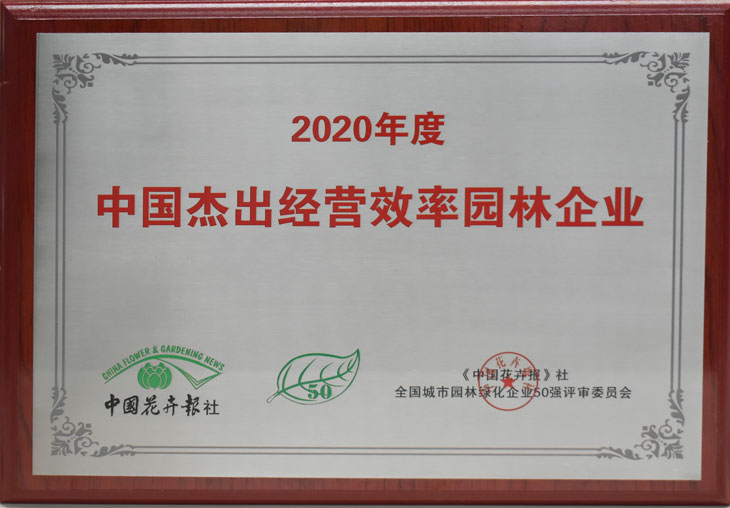 2020年度
中国杰出经营效率园林企业
CHINA FLOWER & GARDENING NEWS
中國花卉報社
50
《中国花卉报》社
全国城市园林绿化企业50强评审委员会